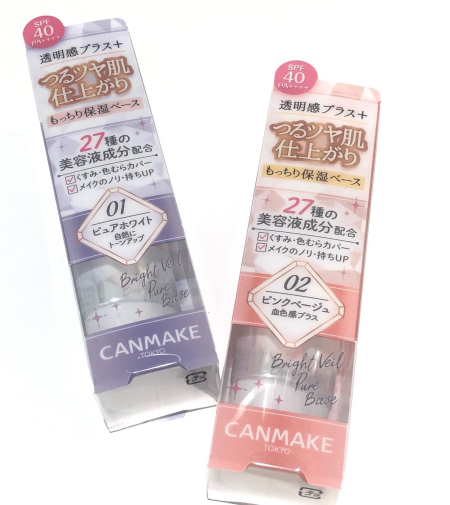 SPF
40
PA++++
透明感プラス+
つるツヤ肌
仕上がり
もっちり保湿ベース
27種の
美容液成分配合
くすみ・色むらカバー
メイクのノリ・持ちUP
01
ピュアホワイト
自然に
トーンアップ
Bright Veil
Pure
Base
CANMAKE
TOKYO
SPF
40
PA++++
透明感プラス+
つるツヤ肌
仕上がり
もっちり保湿ベース
27種の
美容液成分配合
くすみ・色むらカバー
メイクのノリ・持ちUP
02
ピンクベージュ
血色感プラス
Bright Veil
Pure
Base
CANMAKE
TOKYO